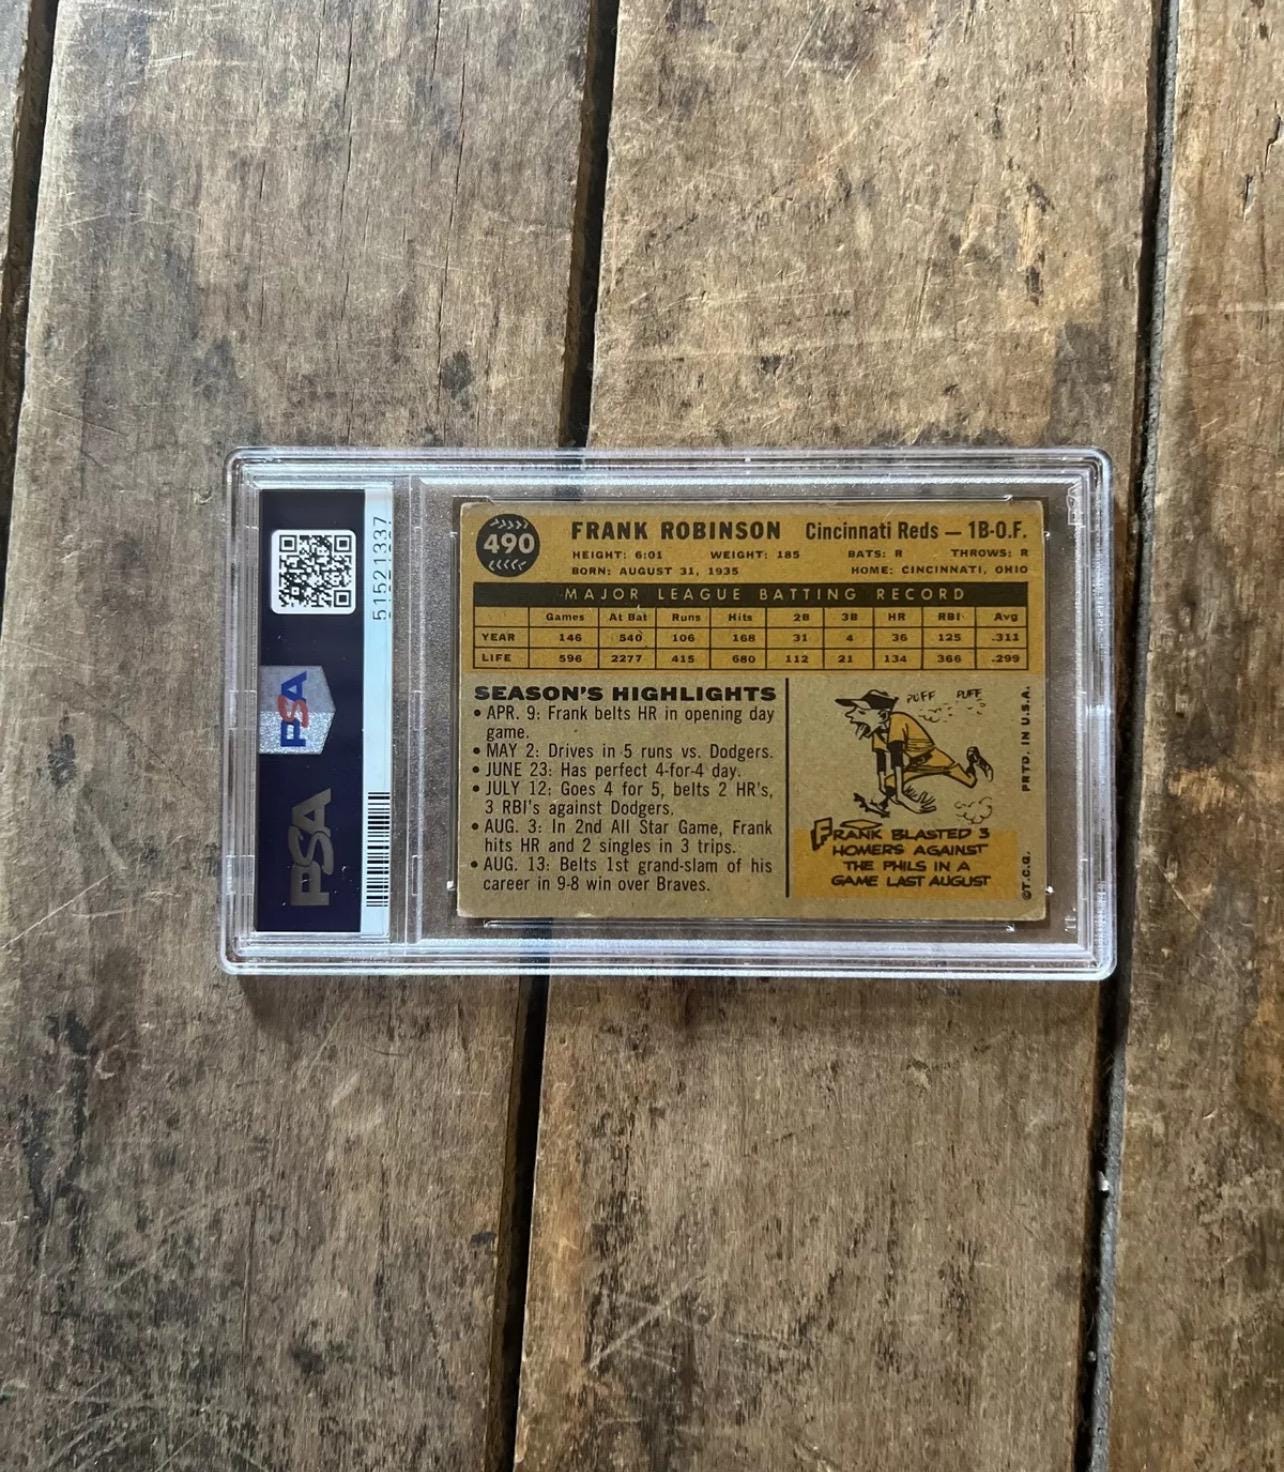 51521337
PSA
PSA
490
FRANK ROBINSON Cincinnati Reds — 1B-O.F.
HEIGHT: 6:01 WEIGHT: 185 BATS: R THROWS: R
BORN: AUGUST 31, 1935 HOME: CINCINNATI, OHIO
MAJOR LEAGUE BATTING RECORD
Games At Bat Runs Hits 2B 3B HR RBI Avg
YEAR 146 540 106 168 31 4 36 125 .311
LIFE 596 2277 415 680 112 21 134 366 .299
SEASON'S HIGHLIGHTS
• APR. 9: Frank belts HR in opening day
game.
• MAY 2: Drives in 5 runs vs. Dodgers.
• JUNE 23: Has perfect 4-for-4 day.
• JULY 12: Goes 4 for 5, belts 2 HR's,
3 RBI's against Dodgers.
• AUG. 3: In 2nd All Star Game, Frank
hits HR and 2 singles in 3 trips.
• AUG. 13: Belts 1st grand-slam of his
career in 9-8 win over Braves.
PUFF PUFF
FRANK BLASTED 3
HOMERS AGAINST
THE PHILS IN A
GAME LAST AUGUST
©T.C.G. PRTD. IN U.S.A.